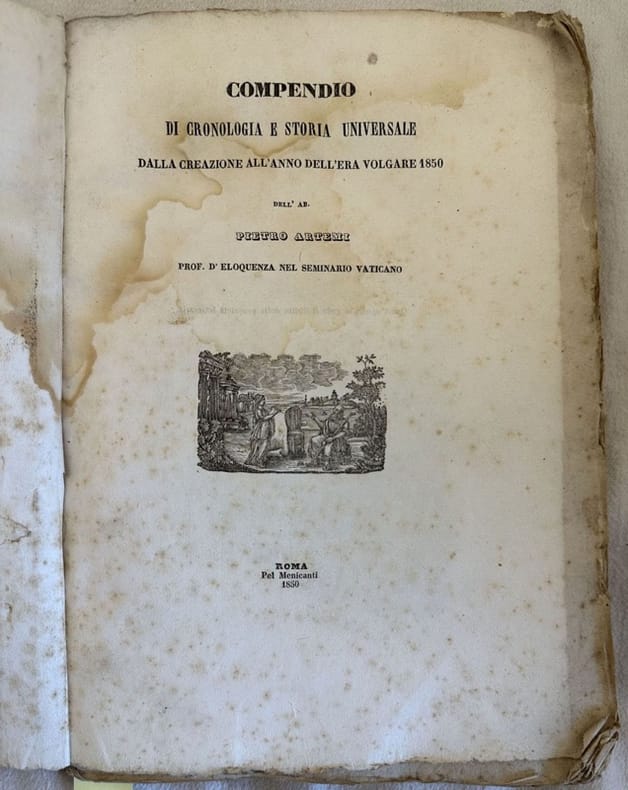 COMPENDIO
DI CRONOLOGIA E STORIA UNIVERSALE
DALLA CREAZIONE ALL'ANNO DELL'ERA VOLGARE 1850
DELL' AB.
PIETRO ARTEMI
PROF. D' ELOQUENZA NEL SEMINARIO VATICANO
ROMA
Pel Menicanti
1850